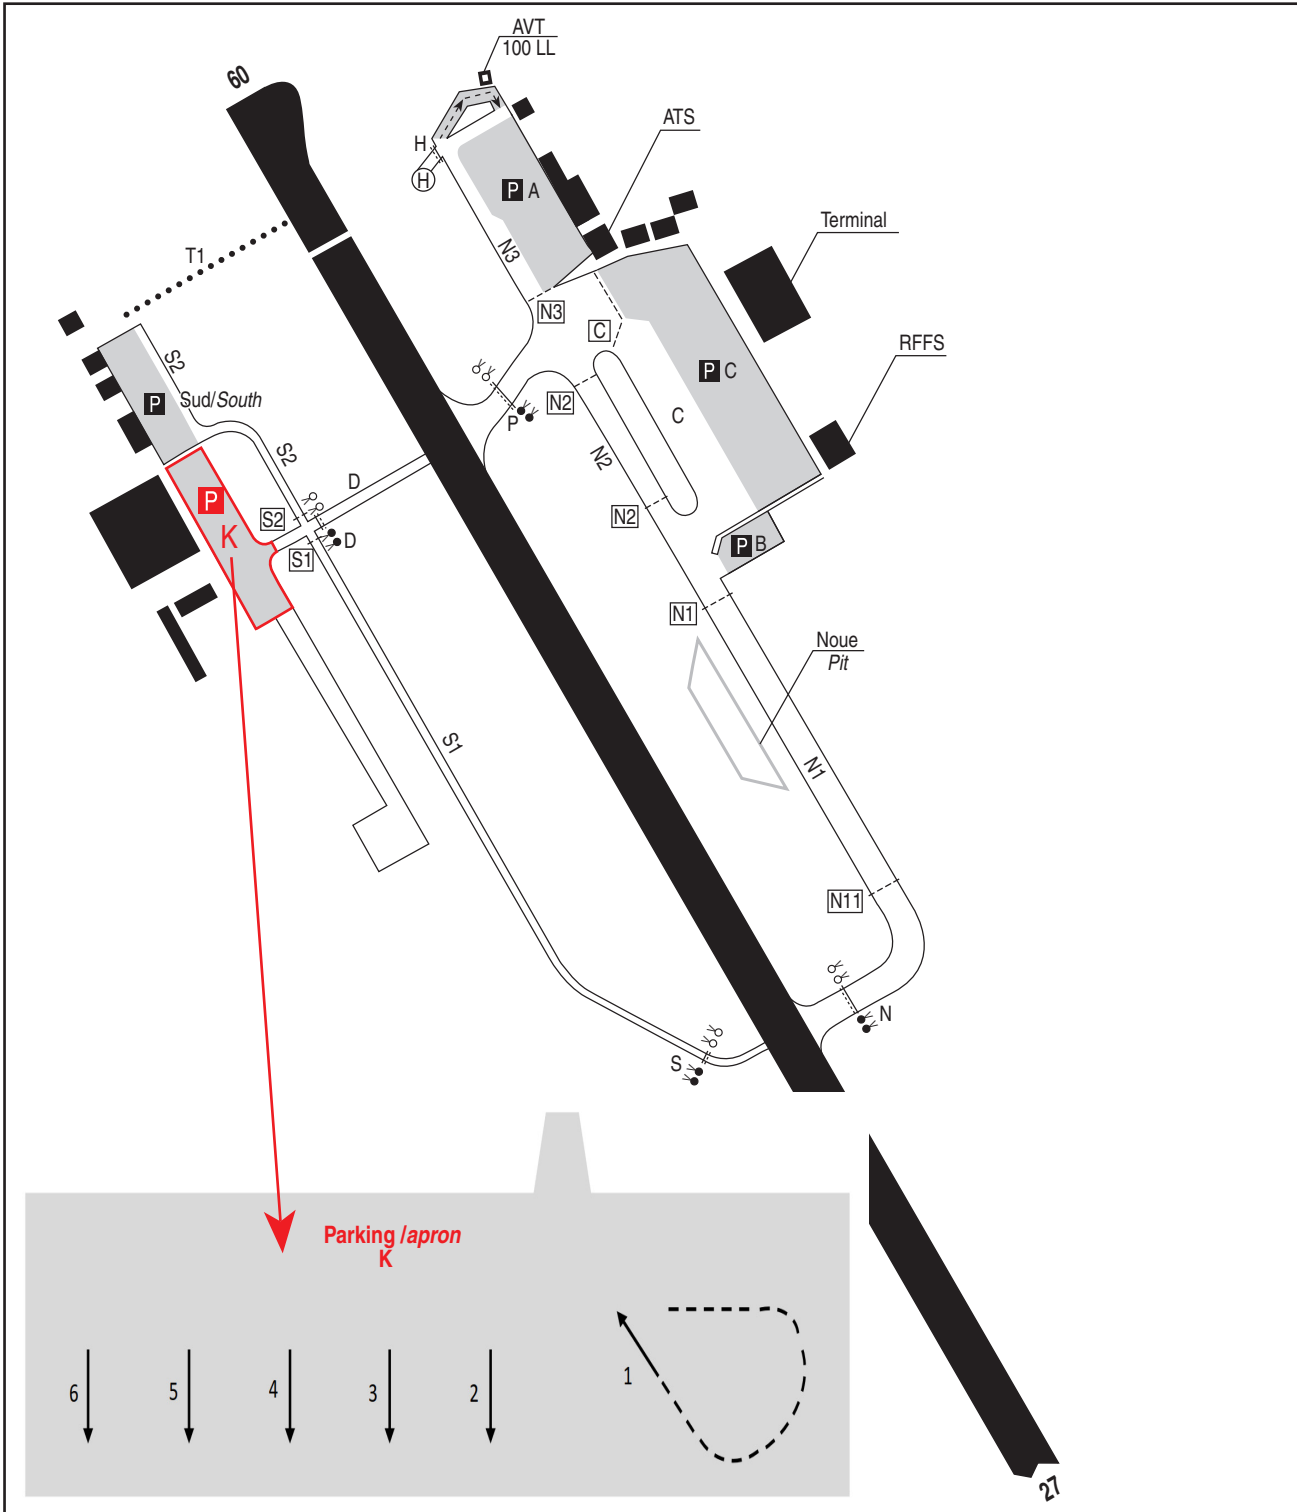 AVT
100 LL
09
ATS
H
H
P A
Terminal
T1
N3
N3
C
RFFS
S2
P C
P Sud/South
N2
C
P
S2
N2
D
P
K
S2
N2
D
P B
S1
N1
Noue
Pit
S1
N1
N11
N
S
Parking /apron
K
6
5
4
3
2
1
27